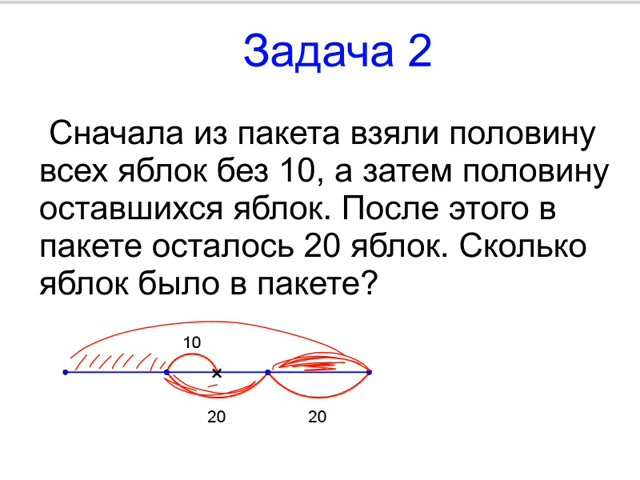 Задача 2
Сначала из пакета взяли половину
всех яблок без 10, а затем половину
оставшихся яблок. После этого в
пакете осталось 20 яблок. Сколько
яблок было в пакете?
10
20 20